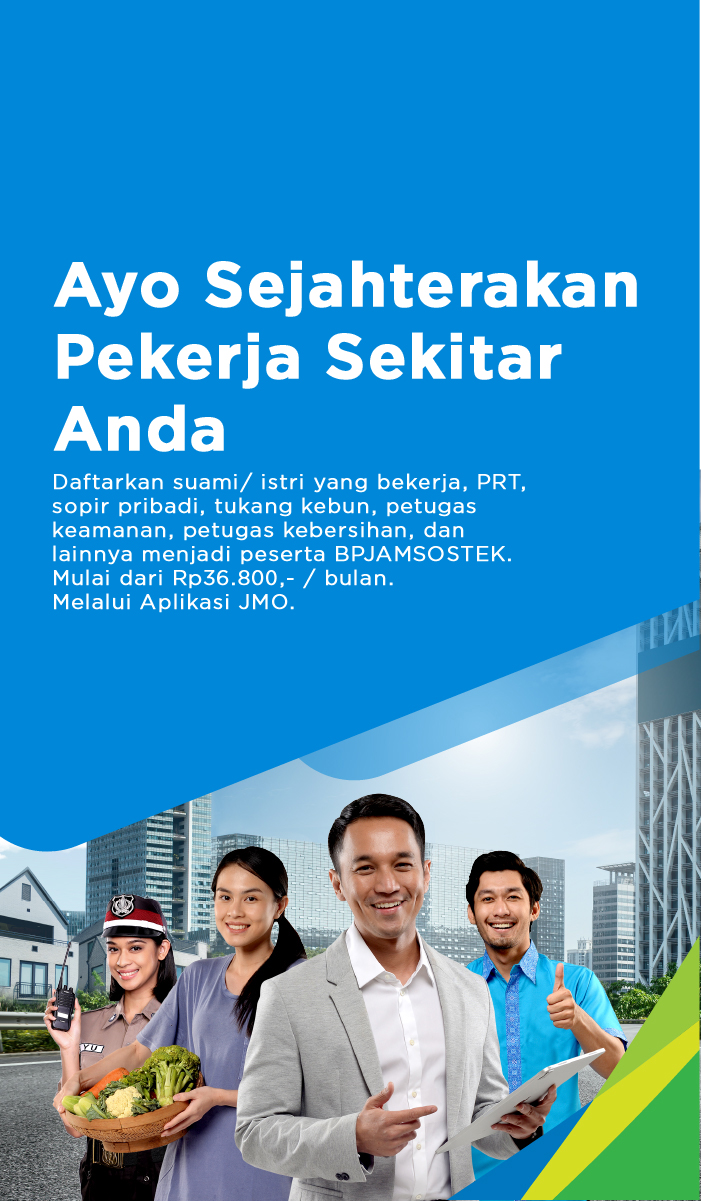 Ayo Sejahterakan
Pekerja Sekitar
Anda
Daftarkan suami/ istri yang bekerja, PRT,
sopir pribadi, tukang kebun, petugas
keamanan, petugas kebersihan, dan
lainnya menjadi peserta BPJAMSOSTEK.
Mulai dari Rp36.800,- / bulan.
Melalui Aplikasi JMO.
YU